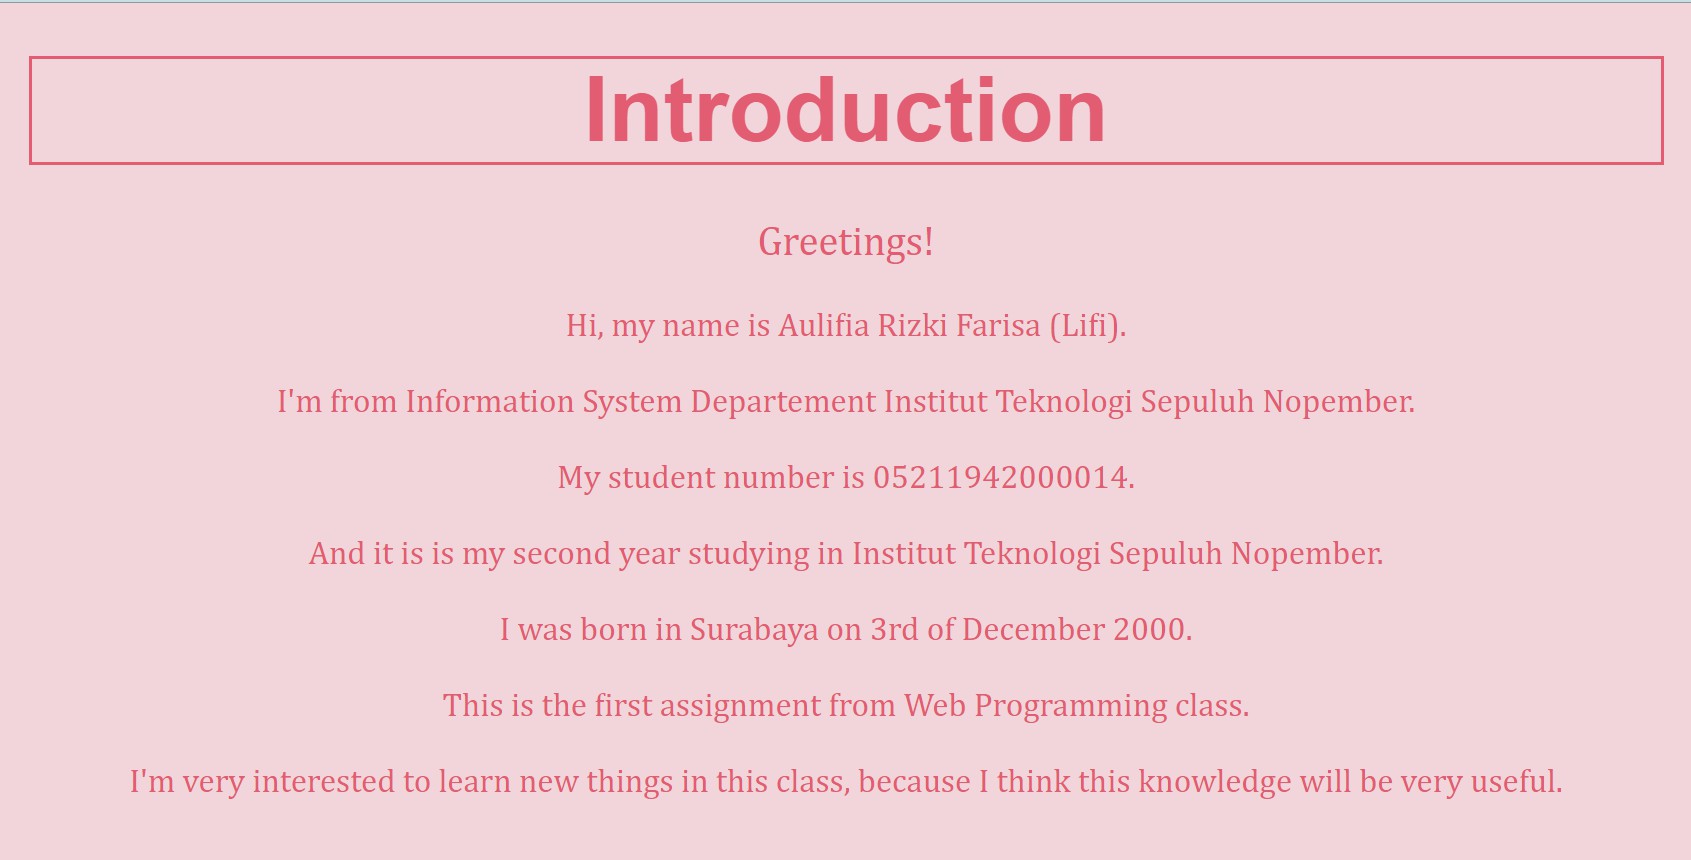 Introduction
Greetings!
Hi, my name is Aulifia Rizki Farisa (Lifi).
I'm from Information System Departement Institut Teknologi Sepuluh Nopember.
My student number is 05211942000014.
And it is is my second year studying in Institut Teknologi Sepuluh Nopember.
I was born in Surabaya on 3rd of December 2000.
This is the first assignment from Web Programming class.
I'm very interested to learn new things in this class, because I think this knowledge will be very useful.